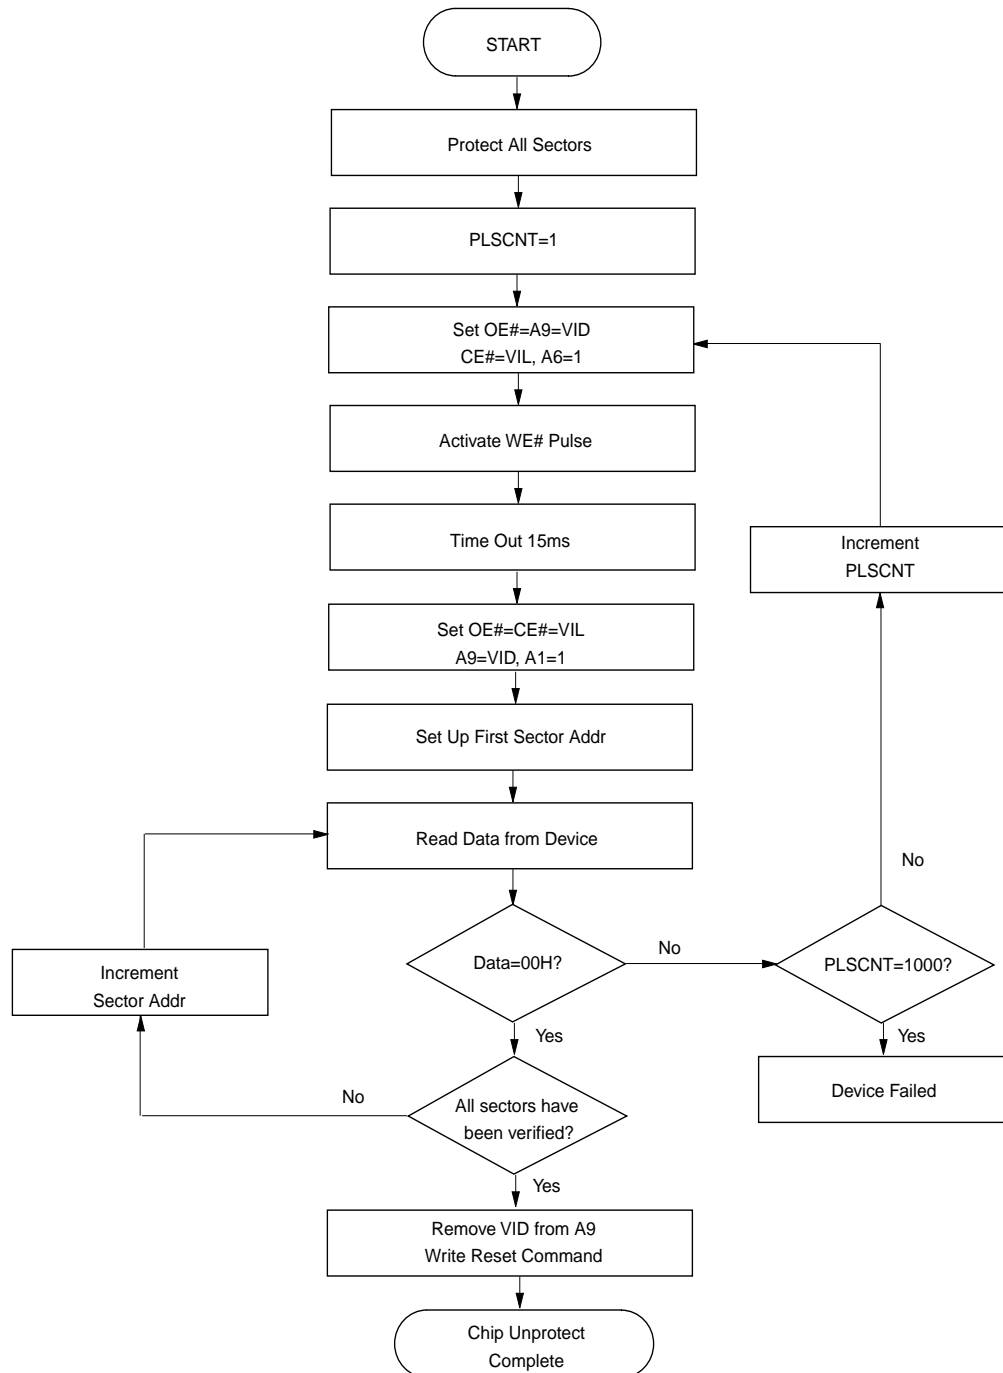 START
Protect All Sectors
PLSCNT=1
Set OE#=A9=VID
CE#=VIL, A6=1
Activate WE# Pulse
Time Out 15ms
Increment
PLSCNT
Set OE#=CE#=VIL
A9=VID, A1=1
Set Up First Sector Addr
Read Data from Device
No
Data=00H?
No
PLSCNT=1000?
Increment
Sector Addr
Yes
Yes
Device Failed
No
All sectors have
been verified?
Yes
Remove VID from A9
Write Reset Command
Chip Unprotect
Complete